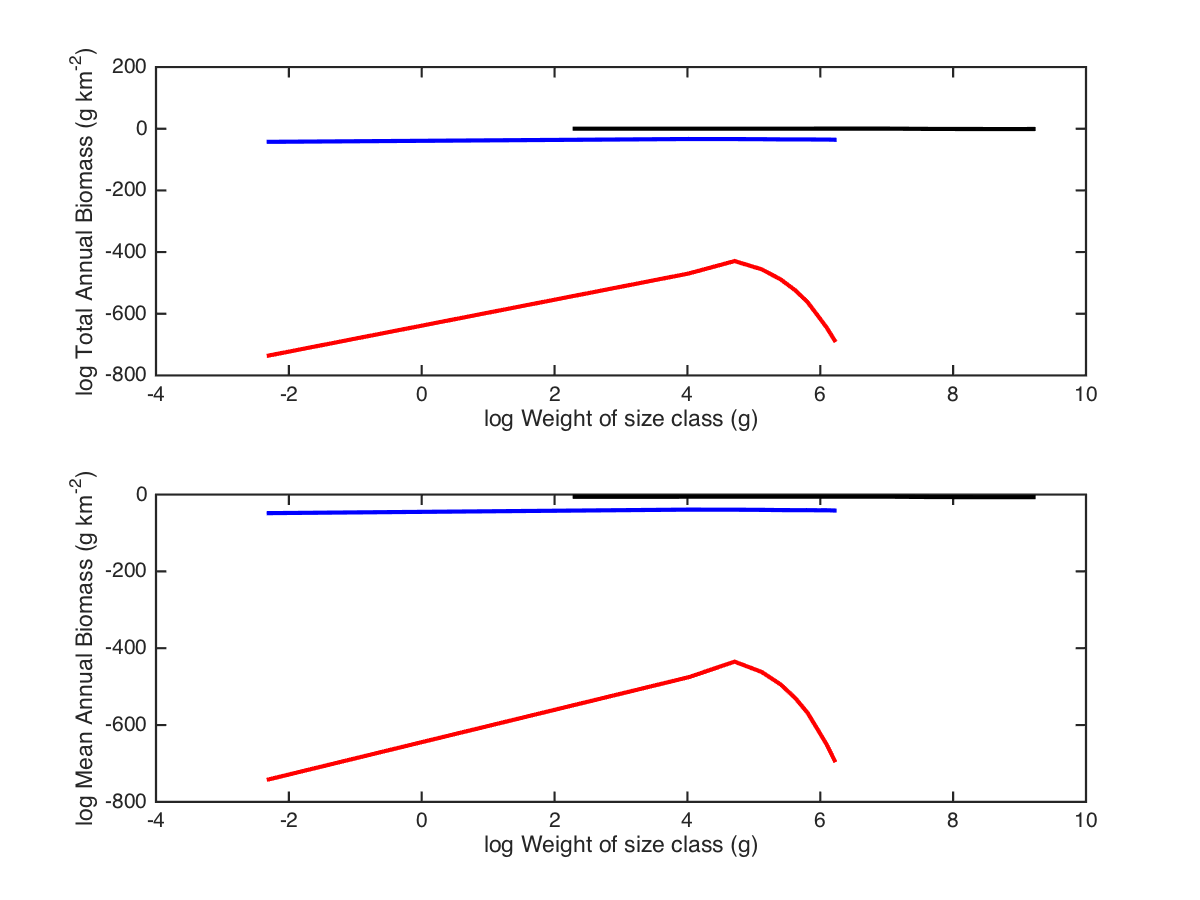 log Total Annual Biomass (g km-2)
200
0
-200
-400
-600
-800
-4 -2 0 2 4 6 8 10
log Weight of size class (g)
log Mean Annual Biomass (g km-2)
0
-200
-400
-600
-800
-4 -2 0 2 4 6 8 10
log Weight of size class (g)